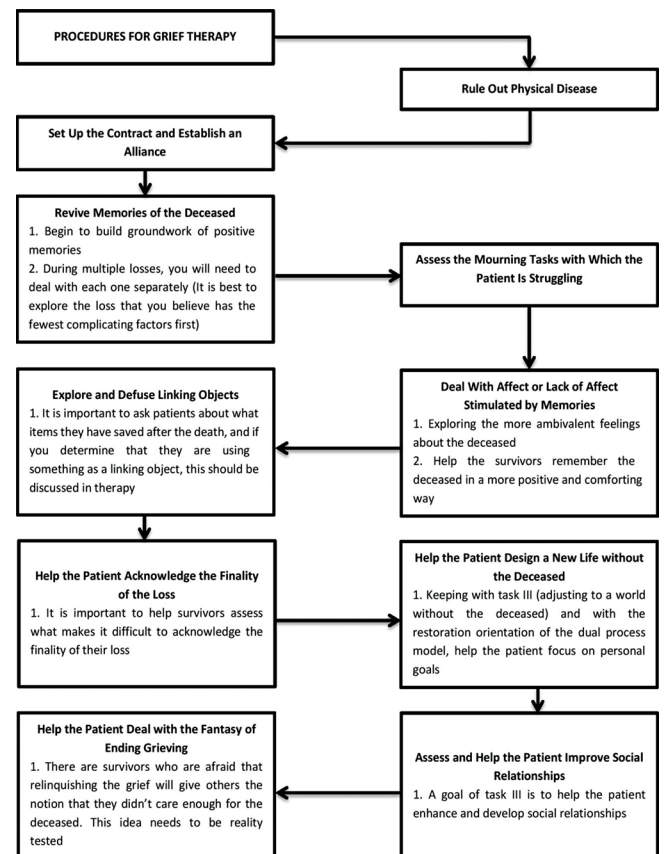 PROCEDURES FOR GRIEF THERAPY
Rule Out Physical Disease
Set Up the Contract and Establish an
Alliance
Revive Memories of the Deceased
1. Begin to build groundwork of positive
memories
2. During multiple losses, you will need to
deal with each one separately (It is best to
explore the loss that you believe has the
fewest complicating factors first)
Assess the Mourning Tasks with Which the
Patient Is Struggling
Deal With Affect or Lack of Affect
Stimulated by Memories
1. Exploring the more ambivalent feelings
about the deceased
2. Help the survivors remember the
deceased in a more positive and comforting
way
Explore and Defuse Linking Objects
1. It is important to ask patients about what
items they have saved after the death, and if
you determine that they are using
something as a linking object, this should be
discussed in therapy
Help the Patient Acknowledge the Finality
of the Loss
1. It is important to help survivors assess
what makes it difficult to acknowledge the
finality of their loss
Help the Patient Design a New Life without
the Deceased
1. Keeping with task III (adjusting to a world
without the deceased) and with the
restoration orientation of the dual process
model, help the patient focus on personal
goals
Assess and Help the Patient Improve Social
Relationships
1. A goal of task III is to help the patient
enhance and develop social relationships
Help the Patient Deal with the Fantasy of
Ending Grieving
1. There are survivors who are afraid that
relinquishing the grief will give others the
notion that they didn't care enough for the
deceased. This idea needs to be reality
tested